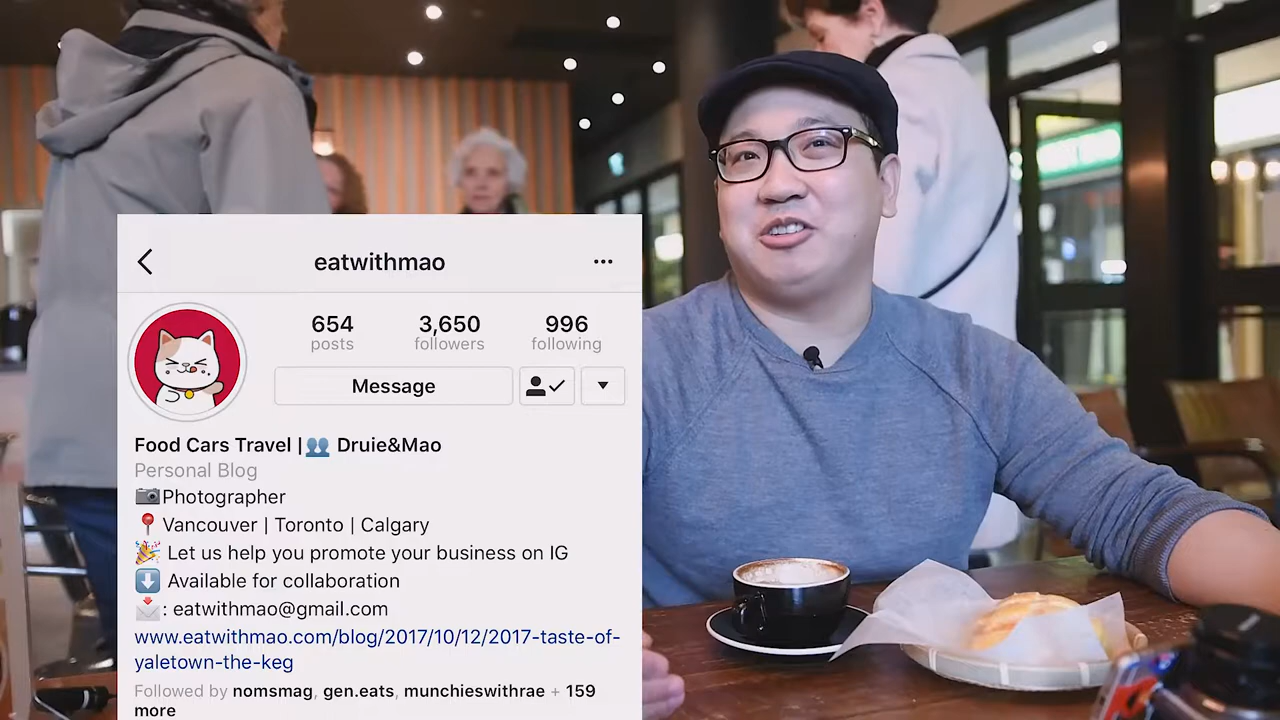 eatwithmao
654
3,650
996
posts
followers
following
Message
Food Cars Travel |👥 Druie&Mao
Personal Blog
📷Photographer
📍Vancouver | Toronto | Calgary
🎉 Let us help you promote your business on IG
⬇️ Available for collaboration
📩: eatwithmao@gmail.com
www.eatwithmao.com/blog/2017/10/12/2017-taste-of-
yaletown-the-keg
Followed by nomsmag, gen.eats, munchieswithrae + 159
more